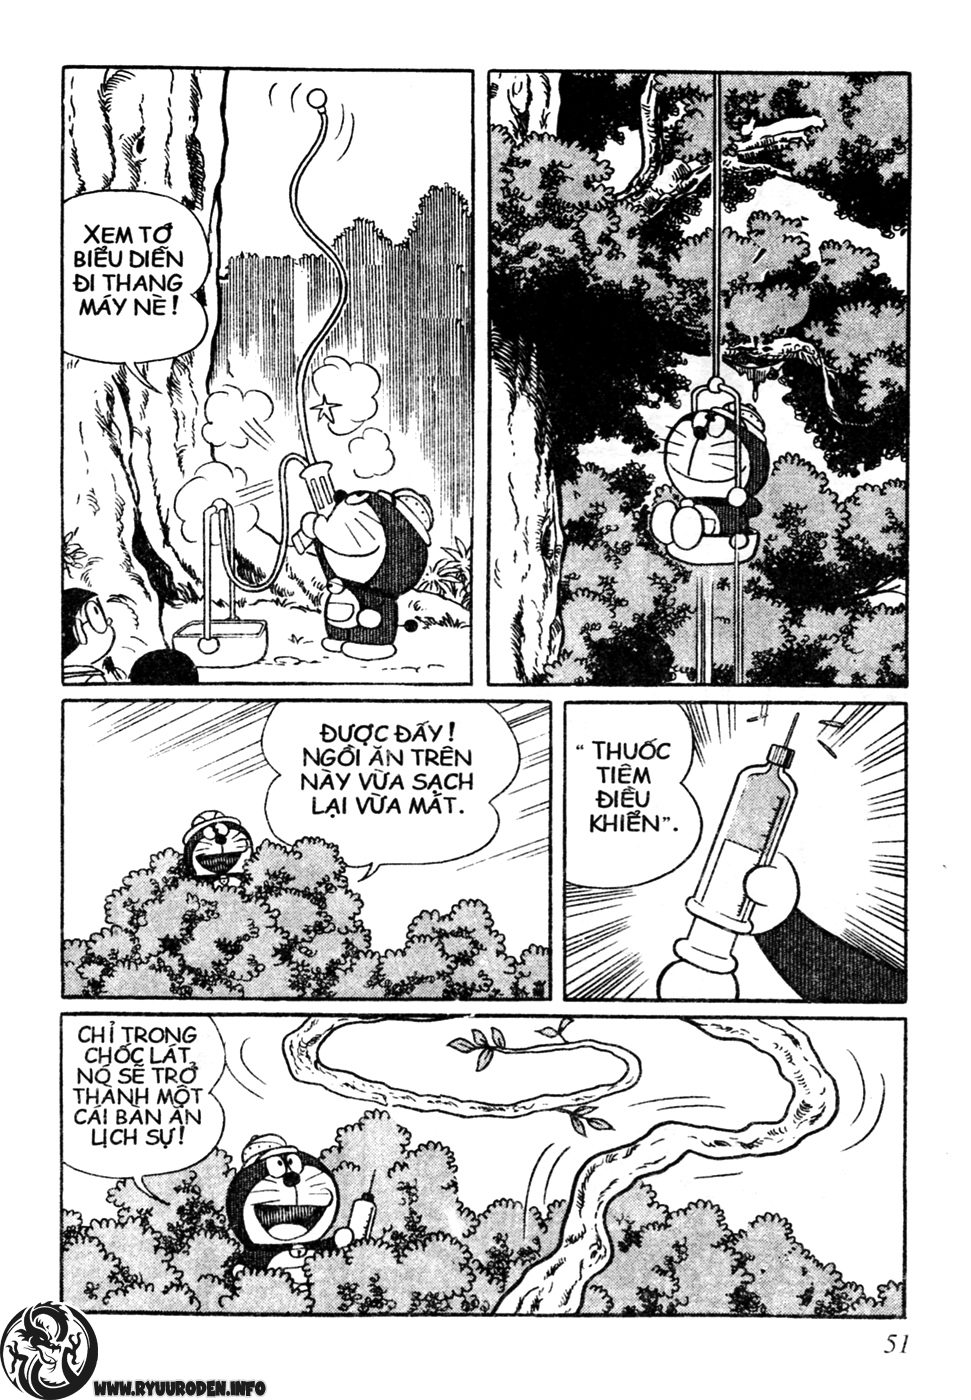 XEM TỚ
BIỂU DIỄN
ĐI THANG
MÁY NÈ!
ĐƯỢC ĐẤY!
NGỒI ĂN TRÊN
NÀY VỪA SẠCH
LẠI VỪA MÁT.
“ THUỐC
TIÊM
ĐIỀU
KHIỂN”.
CHỈ TRONG
CHỐC LÁT,
NÓ SẼ TRỞ
THÀNH MỘT
CÁI BÀN ĂN
LỊCH SỰ!
51
WWW.RYUURODEN.INFO